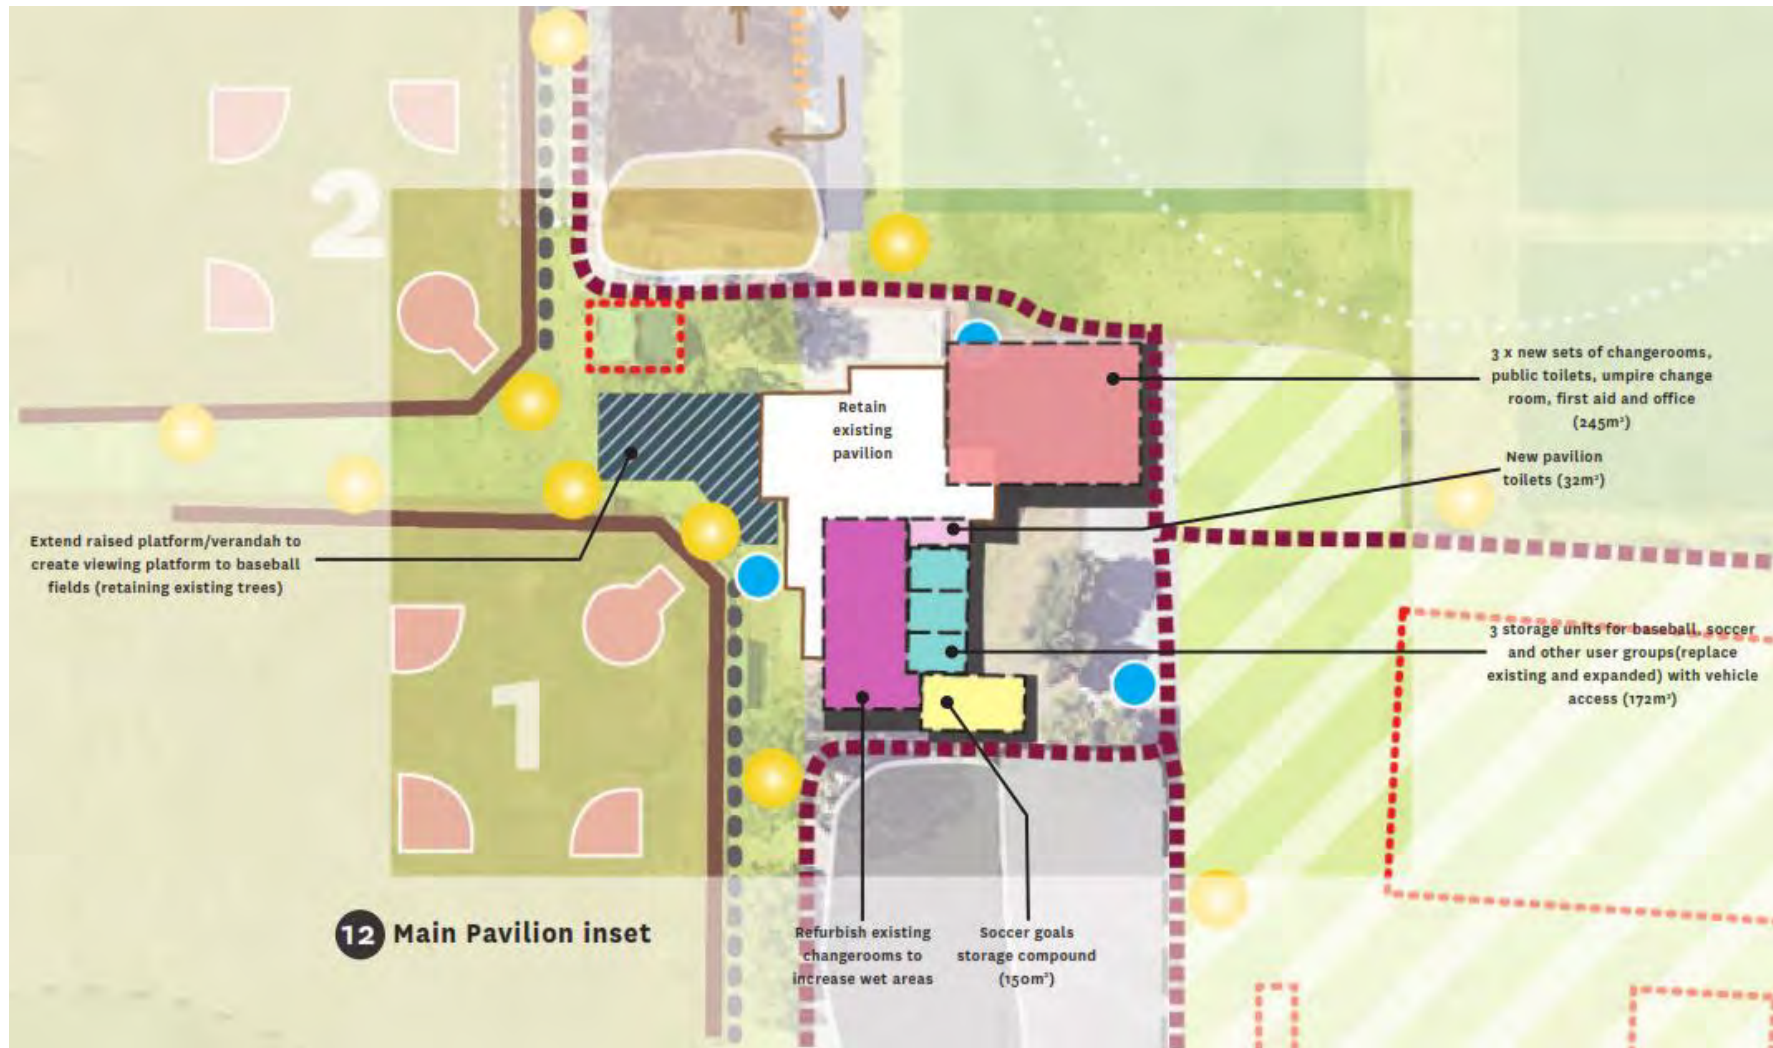 2
Retain
existing
pavilion
3 x new sets of changerooms,
public toilets, umpire change
room, first aid and office
(245m²)
New pavilion
toilets (32m²)
Extend raised platform/verandah to
create viewing platform to baseball
fields (retaining existing trees)
3 storage units for baseball, soccer
and other user groups(replace
existing and expanded) with vehicle
access (172m²)
1
12 Main Pavilion inset
Refurbish existing
changerooms to
increase wet areas
Soccer goals
storage compound
(150m²)